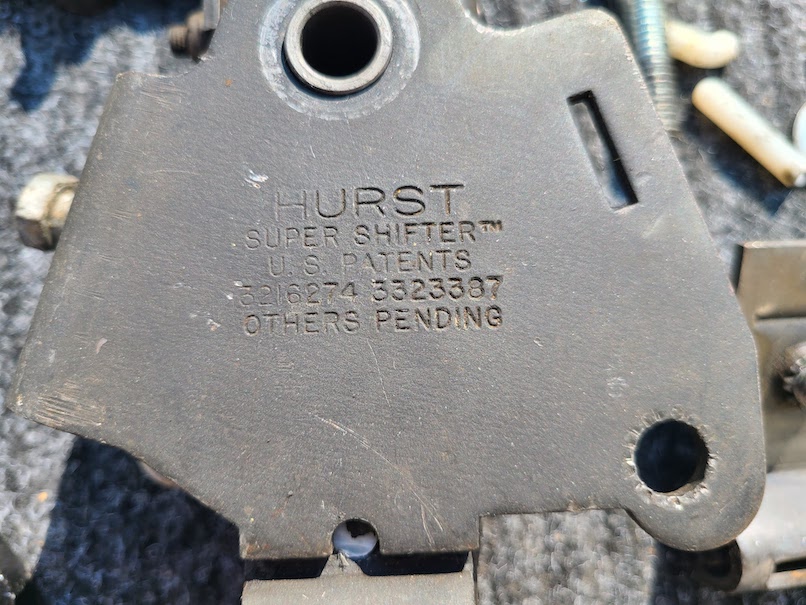 HURST
SUPER SHIFTER™
U. S. PATENTS
3216274 3323387
OTHERS PENDING